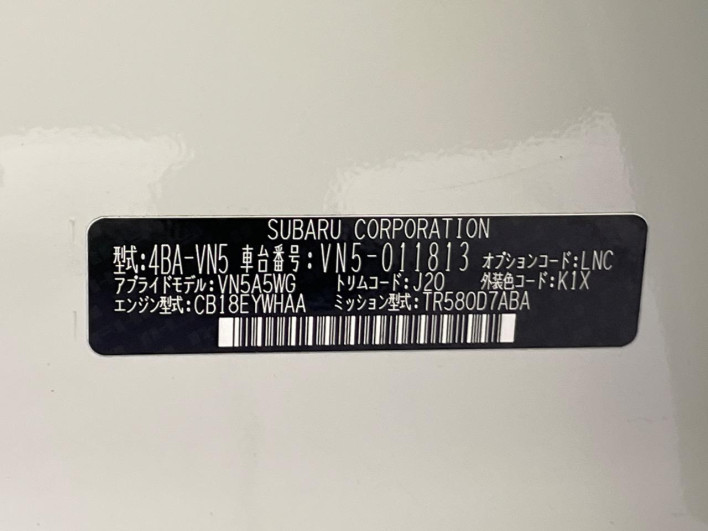 SUBARU CORPORATION
型式:4BA-VN5 車台番号:VN5-011813 オプションコード:LNC
アプライドモデル:VN5A5WG トリムコード:J20 外装色コード:K1X
エンジン型式:CB18EYWHAA ミッション型式:TR580D7ABA